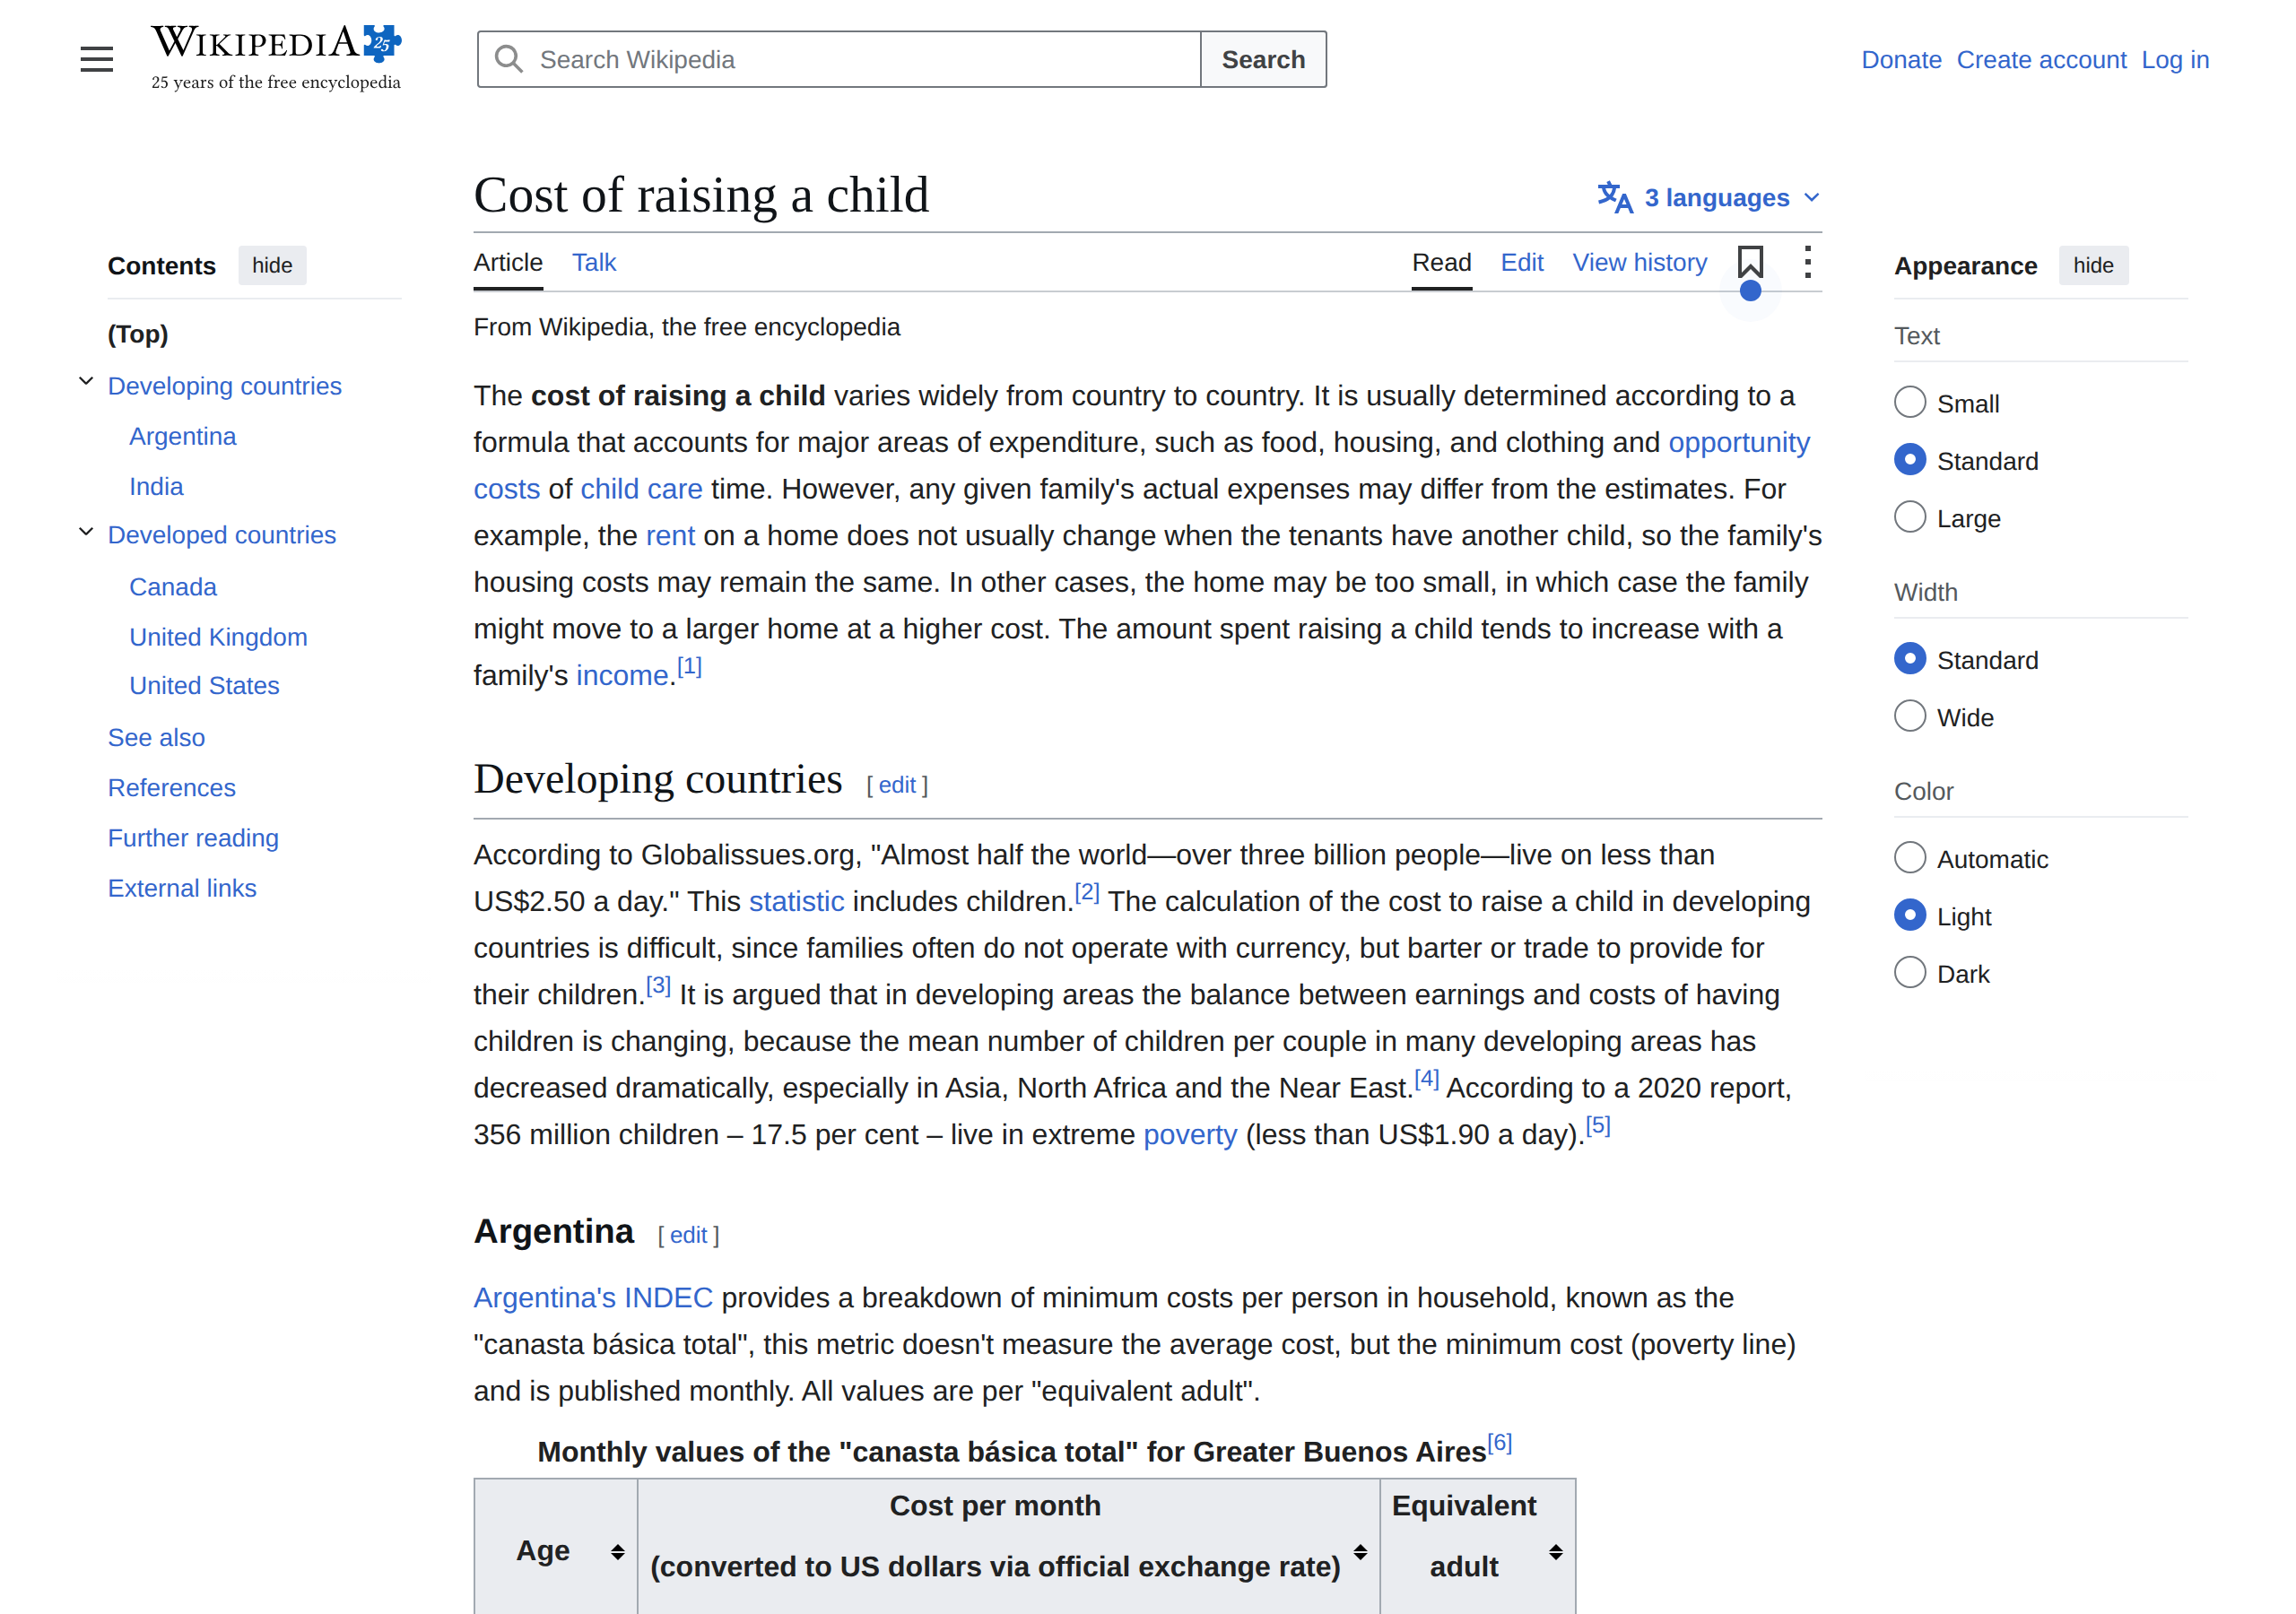 WIKIPEDIA 25
25 years of the free encyclopedia
Search Wikipedia
Search
Donate Create account Log in
Contents hide
(Top)
Developing countries
Argentina
India
Developed countries
Canada
United Kingdom
United States
See also
References
Further reading
External links
Cost of raising a child
3 languages
Article Talk
Read Edit View history
From Wikipedia, the free encyclopedia
The cost of raising a child varies widely from country to country. It is usually determined according to a
formula that accounts for major areas of expenditure, such as food, housing, and clothing and opportunity
costs of child care time. However, any given family's actual expenses may differ from the estimates. For
example, the rent on a home does not usually change when the tenants have another child, so the family's
housing costs may remain the same. In other cases, the home may be too small, in which case the family
might move to a larger home at a higher cost. The amount spent raising a child tends to increase with a
family's income.[1]
Developing countries [ edit ]
According to Globalissues.org, "Almost half the world—over three billion people—live on less than
US$2.50 a day." This statistic includes children.[2] The calculation of the cost to raise a child in developing
countries is difficult, since families often do not operate with currency, but barter or trade to provide for
their children.[3] It is argued that in developing areas the balance between earnings and costs of having
children is changing, because the mean number of children per couple in many developing areas has
decreased dramatically, especially in Asia, North Africa and the Near East.[4] According to a 2020 report,
356 million children – 17.5 per cent – live in extreme poverty (less than US$1.90 a day).[5]
Argentina [ edit ]
Argentina's INDEC provides a breakdown of minimum costs per person in household, known as the
"canasta básica total", this metric doesn't measure the average cost, but the minimum cost (poverty line)
and is published monthly. All values are per "equivalent adult".
Monthly values of the "canasta básica total" for Greater Buenos Aires[6]
Age
Cost per month
(converted to US dollars via official exchange rate)
Equivalent
adult
Appearance hide
Text
Small
Standard
Large
Width
Standard
Wide
Color
Automatic
Light
Dark